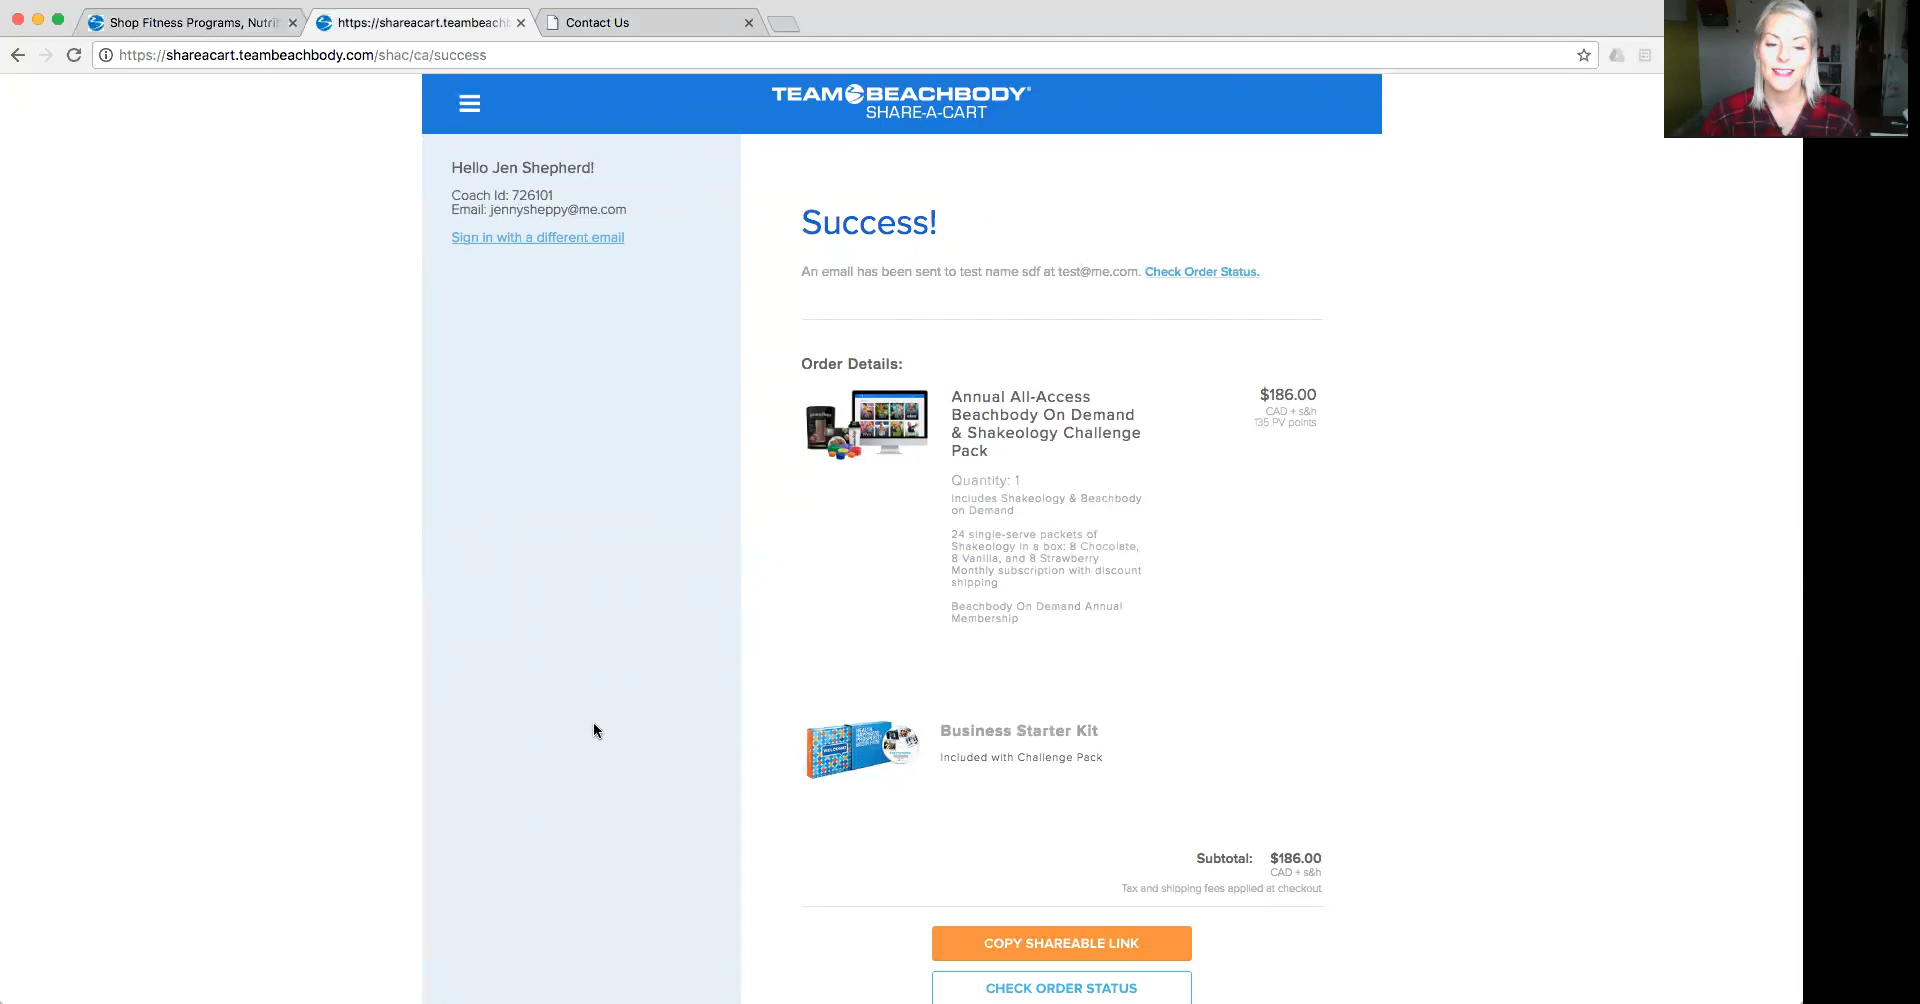 Shop Fitness Programs, Nutri
https://shareacart.teambeachb
Contact Us
https://shareacart.teambeachbody.com/shac/ca/success
TEAM BEACHBODY
SHARE-A-CART
Hello Jen Shepherd!
Coach Id: 726101
Email: jennysheppy@me.com
Sign in with a different email
Success!
An email has been sent to test name sdf at test@me.com. Check Order Status.
Order Details:
Annual All-Access
Beachbody On Demand
& Shakeology Challenge
Pack
$186.00
CAD + s&h
135 PV points
Quantity: 1
Includes Shakeology & Beachbody
on Demand
24 single-serve packets of
Shakeology in a box: 8 Chocolate,
8 Vanilla, and 8 Strawberry
Monthly subscription with discount
shipping
Beachbody On Demand Annual
Membership
WELCOME!
Business Starter Kit
Included with Challenge Pack
Subtotal: $186.00
CAD + s&h
Tax and shipping fees applied at checkout
COPY SHAREABLE LINK
CHECK ORDER STATUS